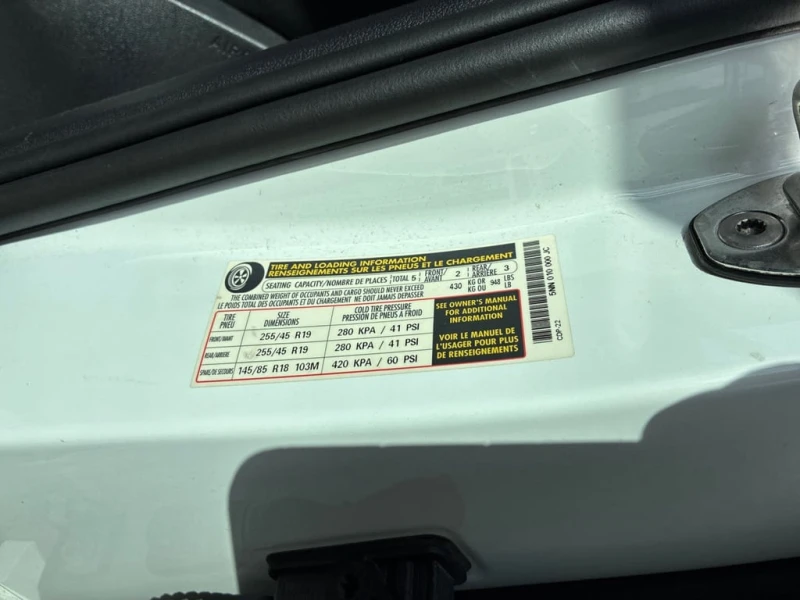 TIRE AND LOADING INFORMATION
RENSEIGNEMENTS SUR LES PNEUS ET LE CHARGEMENT
SEATING CAPACITY/NOMBRE DE PLACES TOTAL 5 FRONT/AVANT 2 REAR/ARRIÈRE 3
THE COMBINED WEIGHT OF OCCUPANTS AND CARGO SHOULD NEVER EXCEED
LE POIDS TOTAL DES OCCUPANTS ET DU CHARGEMENT NE DOIT JAMAIS DEPASSER
430 KG OR KG OU 948 LBS LB
TIRE PNEU SIZE DIMENSIONS COLD TIRE PRESSURE PRESSION DE PNEUS A FROID
FRONT/AVANT 255/45 R19 280 KPA / 41 PSI
REAR/ARRIERE 255/45 R19 280 KPA / 41 PSI
SPARE/DE SECOURS 145/85 R18 103M 420 KPA / 60 PSI
SEE OWNER'S MANUAL
FOR ADDITIONAL
INFORMATION
VOIR LE MANUEL DE
L'USAGER POUR PLUS
DE RENSEIGNEMENTS
5NN 010 000 JC
CDP-22